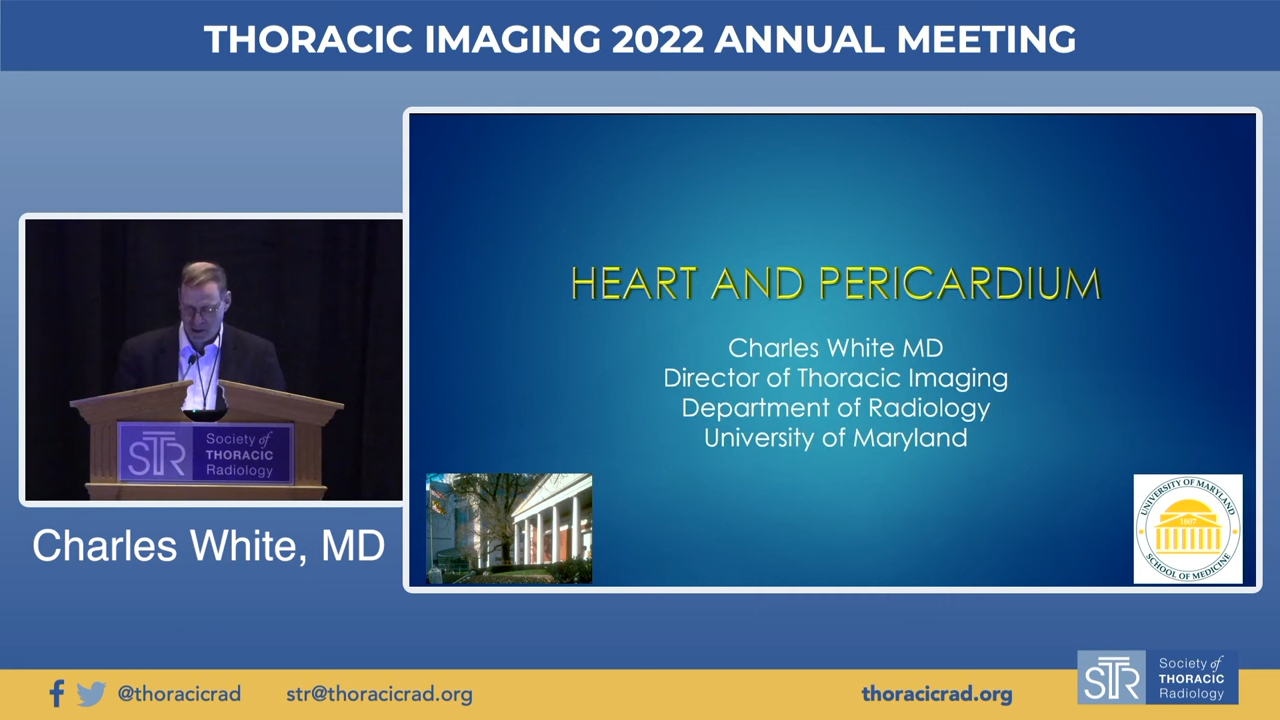 THORACIC IMAGING 2022 ANNUAL MEETING
HEART AND PERICARDIUM
Charles White MD
Director of Thoracic Imaging
Department of Radiology
University of Maryland
UNIVERSITY OF MARYLAND
1807
SCHOOL OF MEDICINE
STR
Society of
THORACIC
Radiology
Charles White, MD
@thoracicrad
str@thoracicrad.org
thoracicrad.org
STR
Society of
THORACIC
Radiology